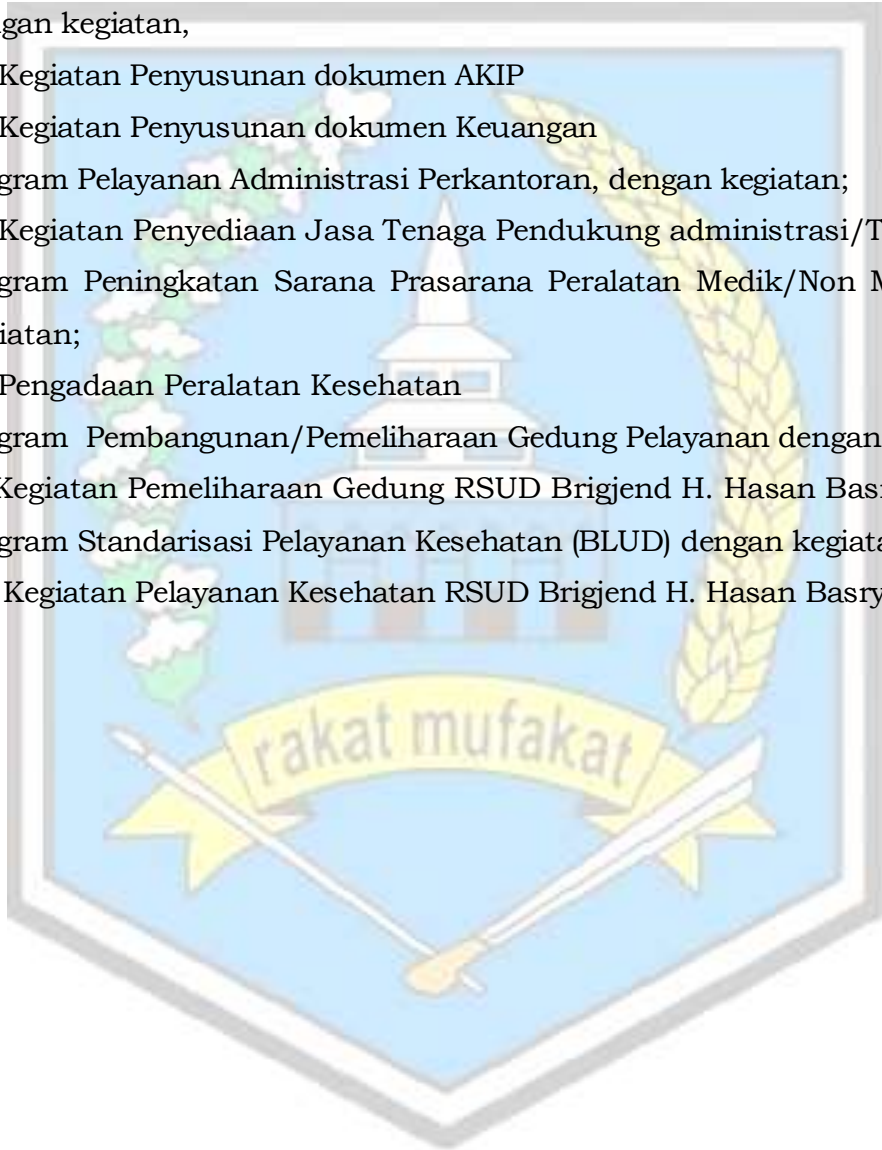 ngan kegiatan,
Kegiatan Penyusunan dokumen AKIP
Kegiatan Penyusunan dokumen Keuangan
gram Pelayanan Administrasi Perkantoran, dengan kegiatan;
Kegiatan Penyediaan Jasa Tenaga Pendukung administrasi/T
gram Peningkatan Sarana Prasarana Peralatan Medik/Non M
iatan;
Pengadaan Peralatan Kesehatan
gram Pembangunan/Pemeliharaan Gedung Pelayanan dengan
Kegiatan Pemeliharaan Gedung RSUD Brigjend H. Hasan Bas
gram Standarisasi Pelayanan Kesehatan (BLUD) dengan kegiata
Kegiatan Pelayanan Kesehatan RSUD Brigjend H. Hasan Basry
rakat mufakat